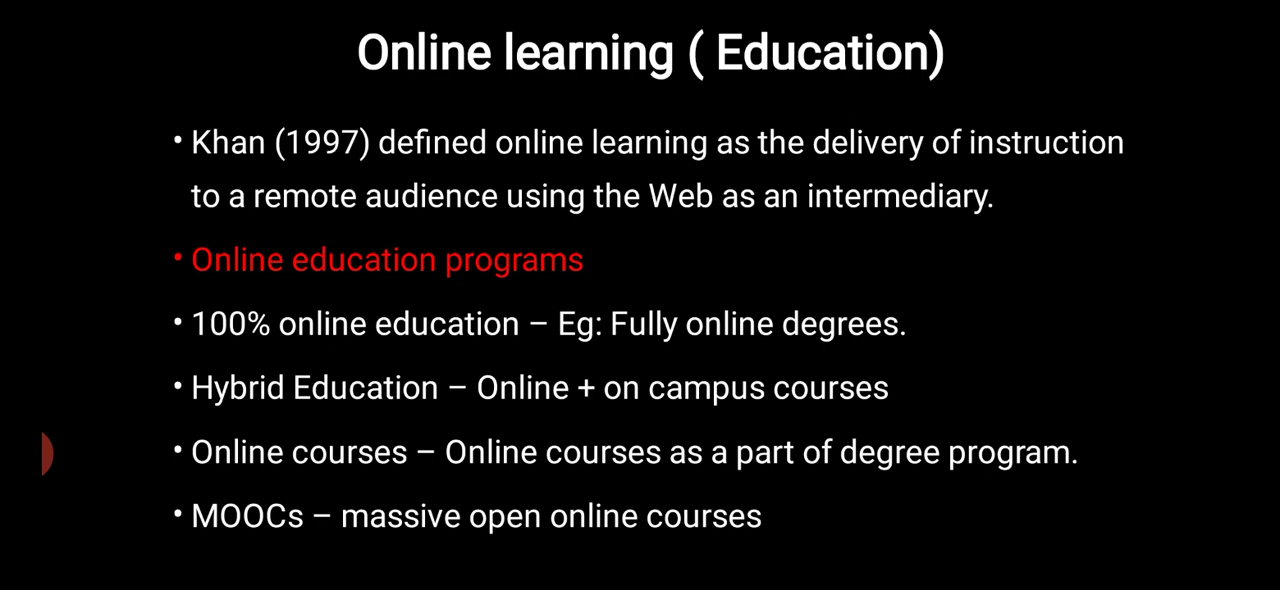 Online learning ( Education)
• Khan (1997) defined online learning as the delivery of instruction
to a remote audience using the Web as an intermediary.
• Online education programs
• 100% online education – Eg: Fully online degrees.
• Hybrid Education – Online + on campus courses
• Online courses – Online courses as a part of degree program.
• MOOCs – massive open online courses